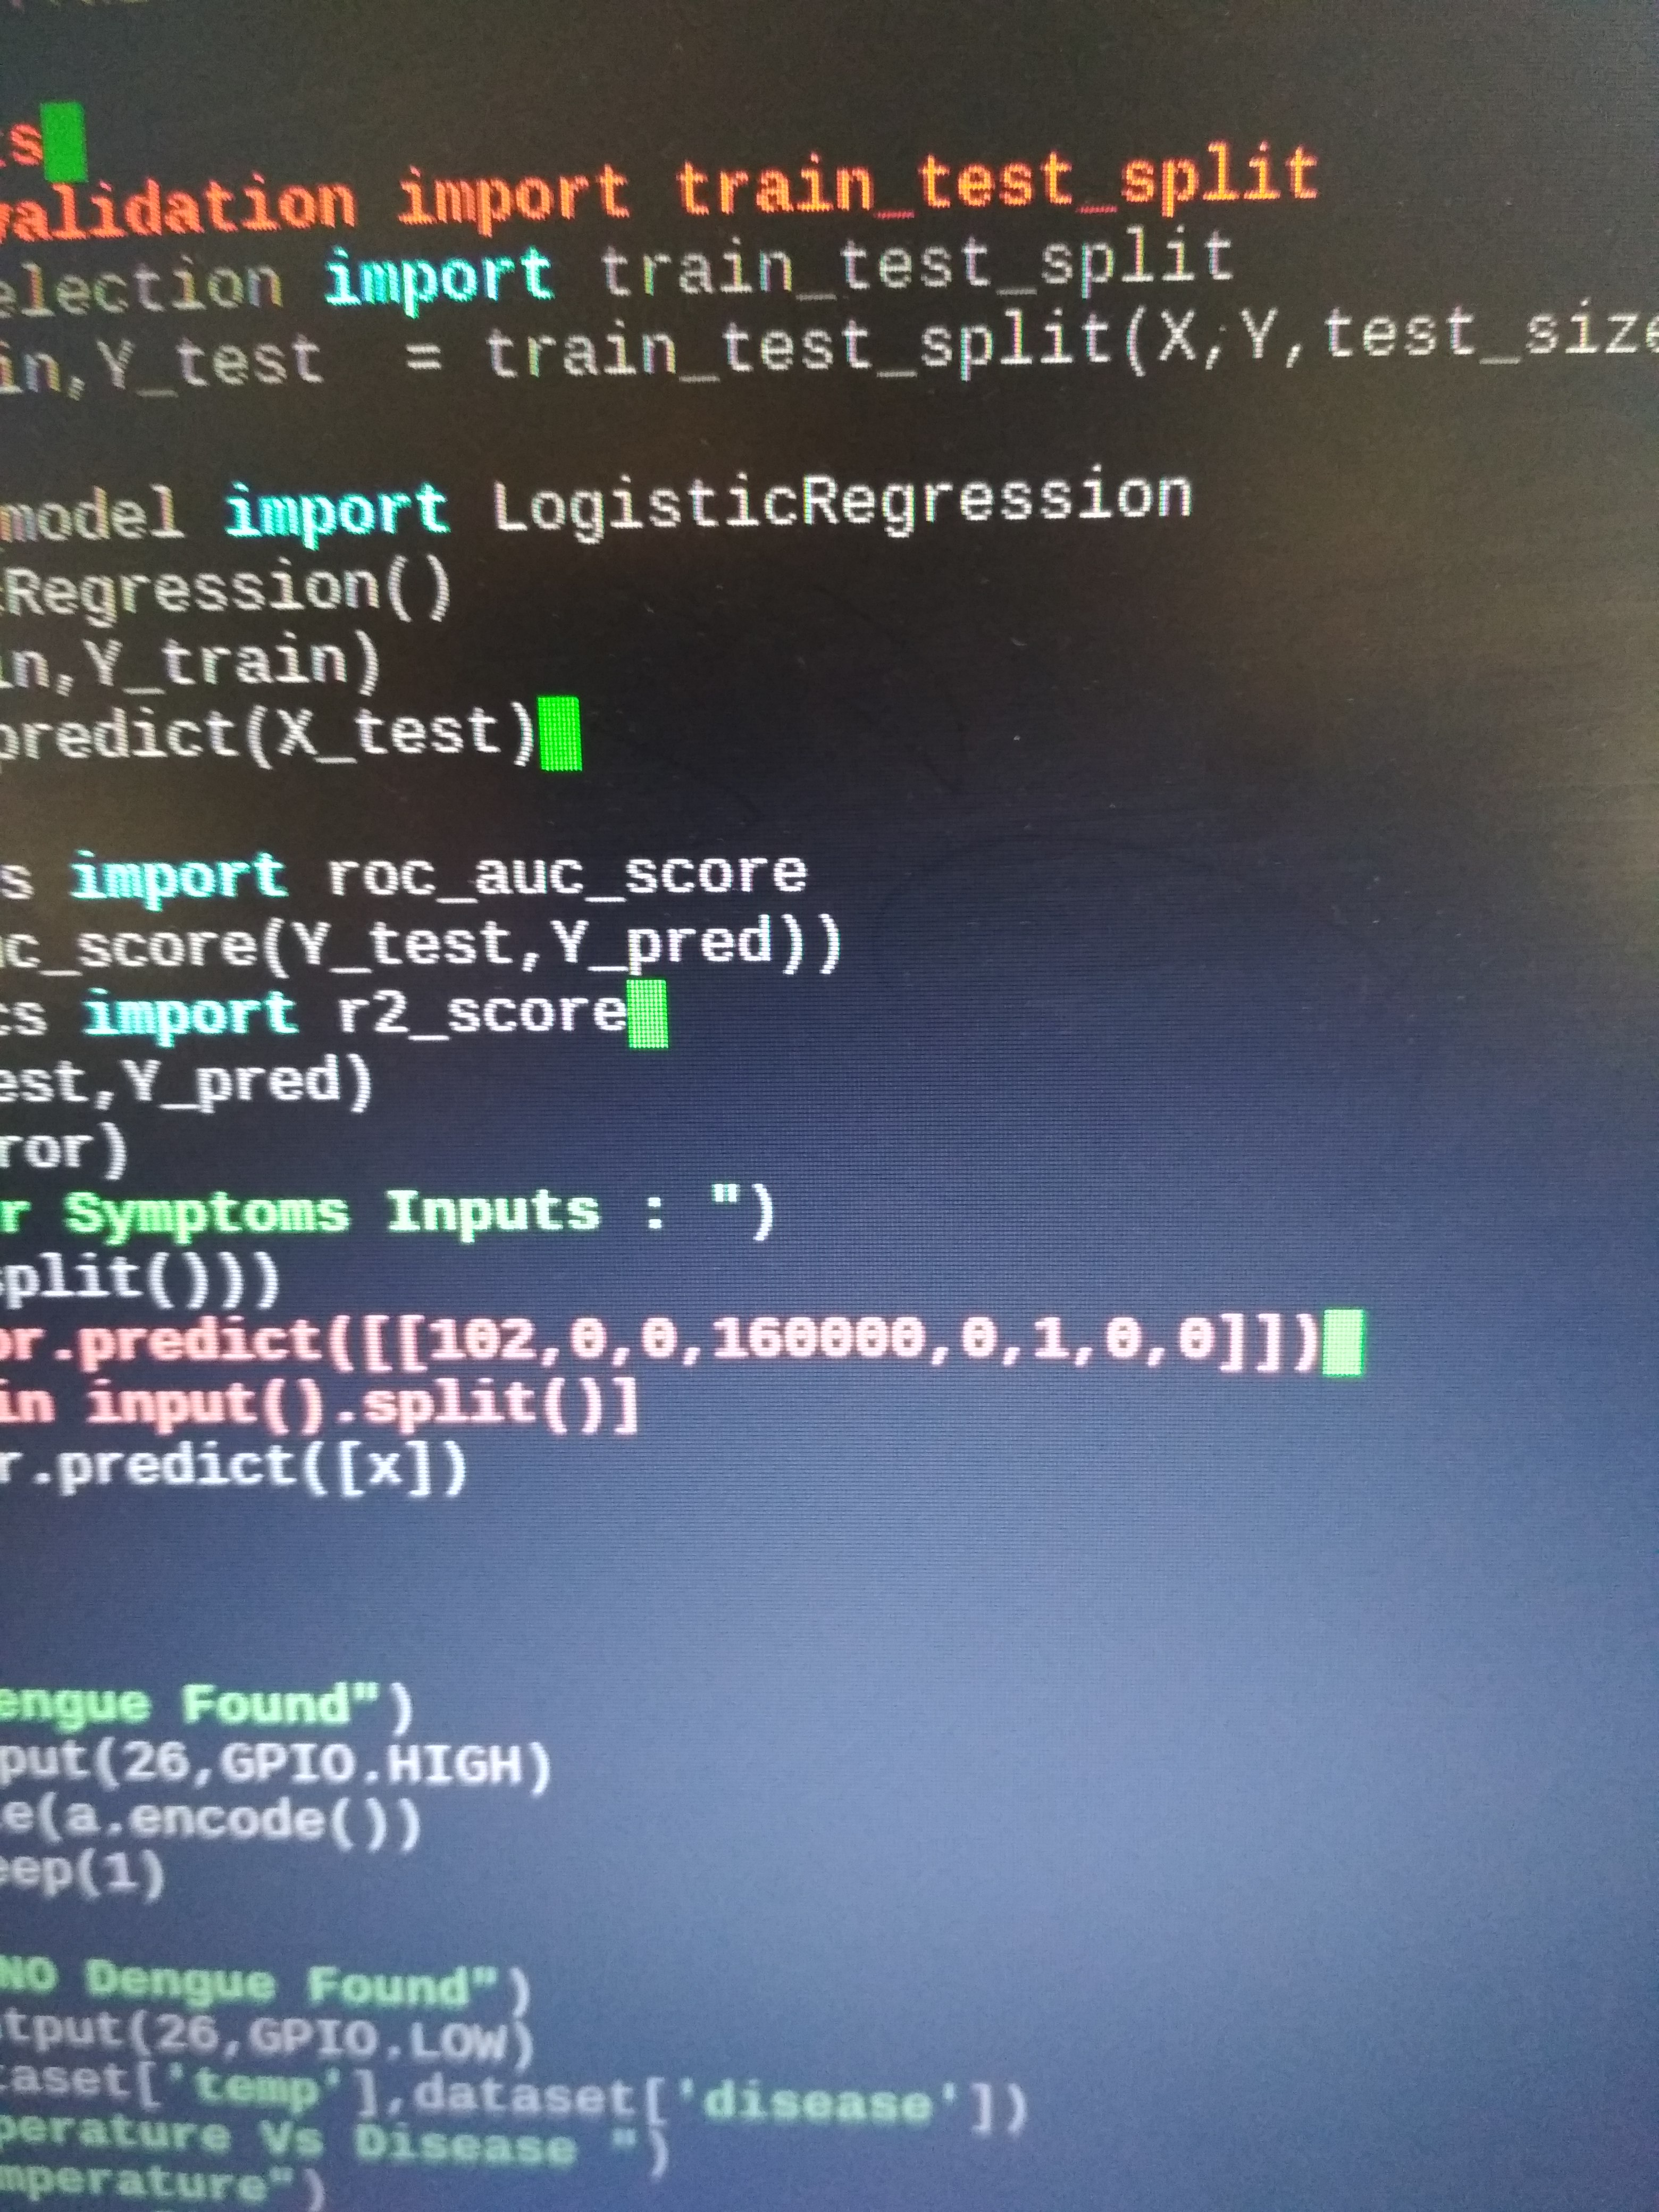 s
validation import train_test_split
election import train_test_split
in,Y_test = train_test_split(X,Y,test_size
model import LogisticRegression
Regression()
in,Y_train)
predict(X_test)
s import roc_auc_score
uc_score(Y_test,Y_pred))
cs import r2_score
est,Y_pred)
ror)
r Symptoms Inputs : ")
split()))
or.predict([[102,0,0,160000,0,1,0,0]])
in input().split()]
r.predict([x])
engue Found")
put(26,GPIO.HIGH)
e(a.encode())
eep(1)
NO Dengue Found")
tput(26,GPIO.LOW)
taset['temp'],dataset['disease'])
perature Vs Disease ")
mperature")